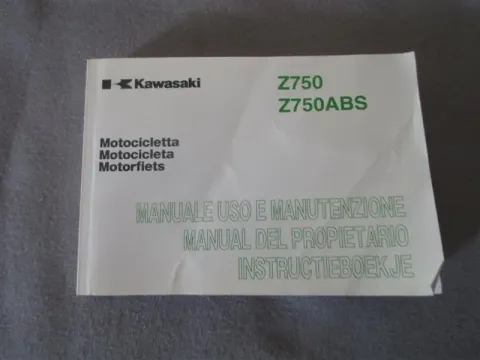 Kawasaki
Z750
Z750ABS
Motocicletta
Motocicleta
Motorfiets
MANUALE USO E MANUTENZIONE
MANUAL DEL PROPIETARIO
INSTRUCTIEBOEKJE